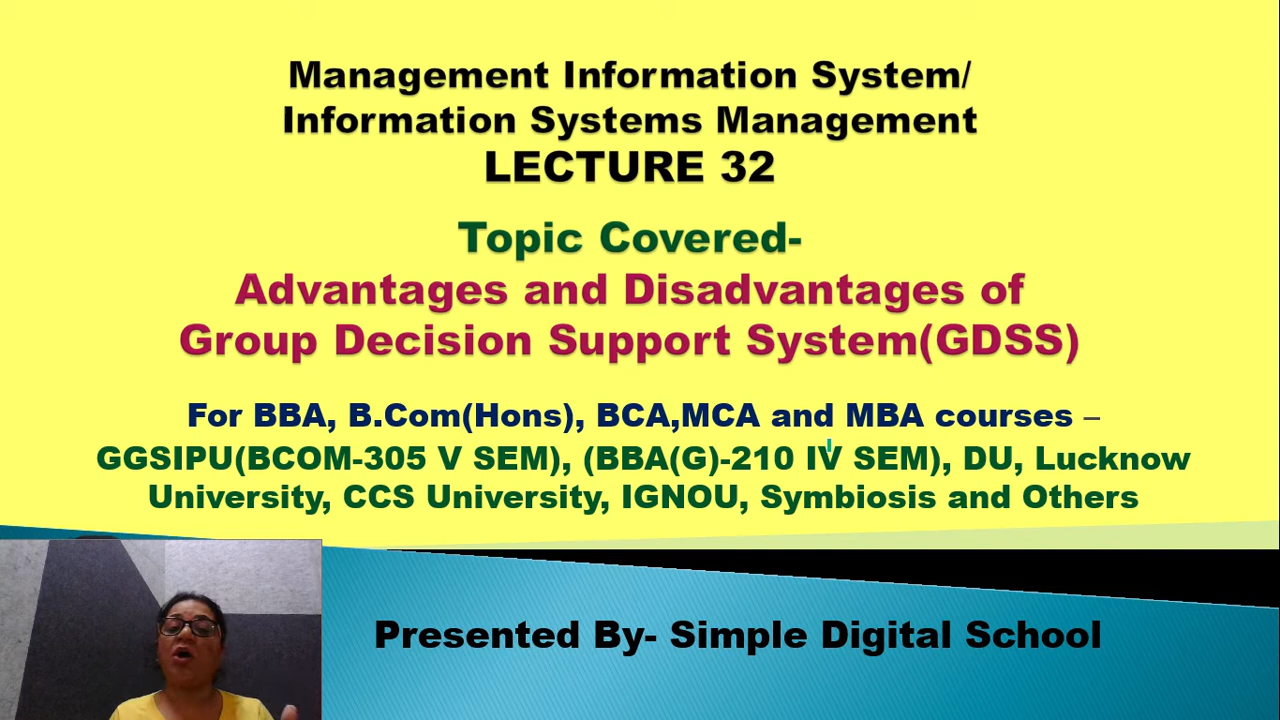 Management Information System/
Information Systems Management
LECTURE 32
Topic Covered-
Advantages and Disadvantages of
Group Decision Support System(GDSS)
For BBA, B.Com(Hons), BCA,MCA and MBA courses –
GGSIPU(BCOM-305 V SEM), (BBA(G)-210 IV SEM), DU, Lucknow
University, CCS University, IGNOU, Symbiosis and Others
Presented By- Simple Digital School